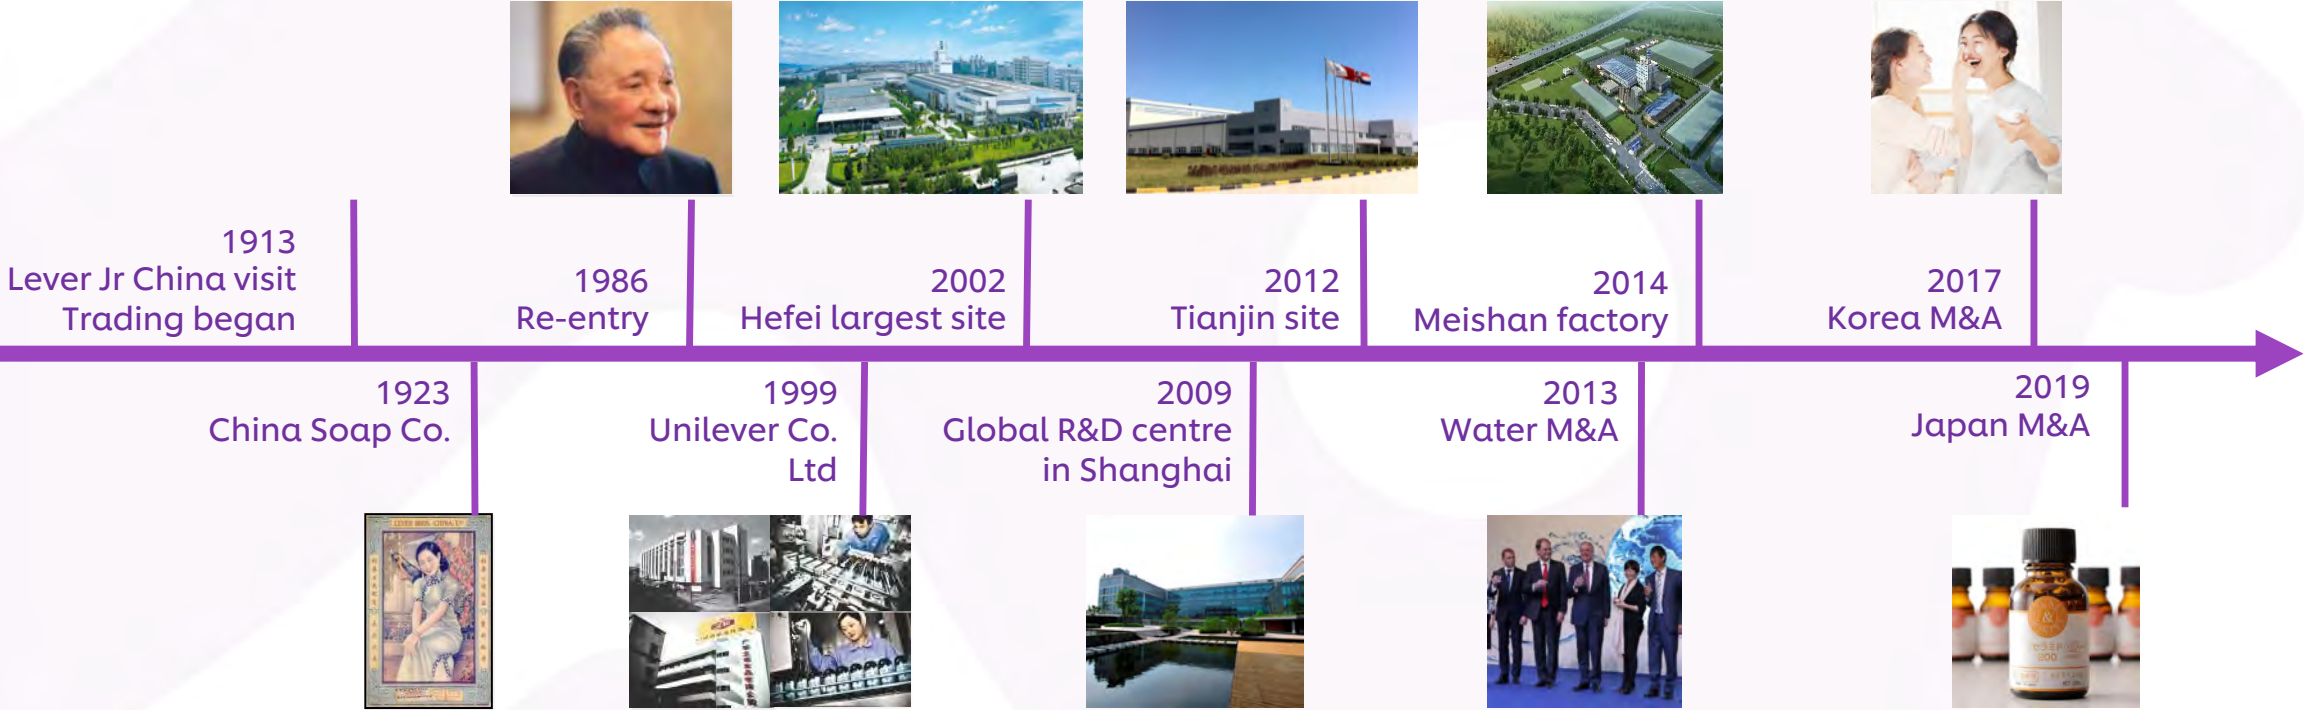 1913
Lever Jr China visit
Trading began
1986
Re-entry
2002
Hefei largest site
2012
Tianjin site
2014
Meishan factory
2017
Korea M&A
1923
China Soap Co.
1999
Unilever Co.
Ltd
2009
Global R&D centre
in Shanghai
2013
Water M&A
2019
Japan M&A